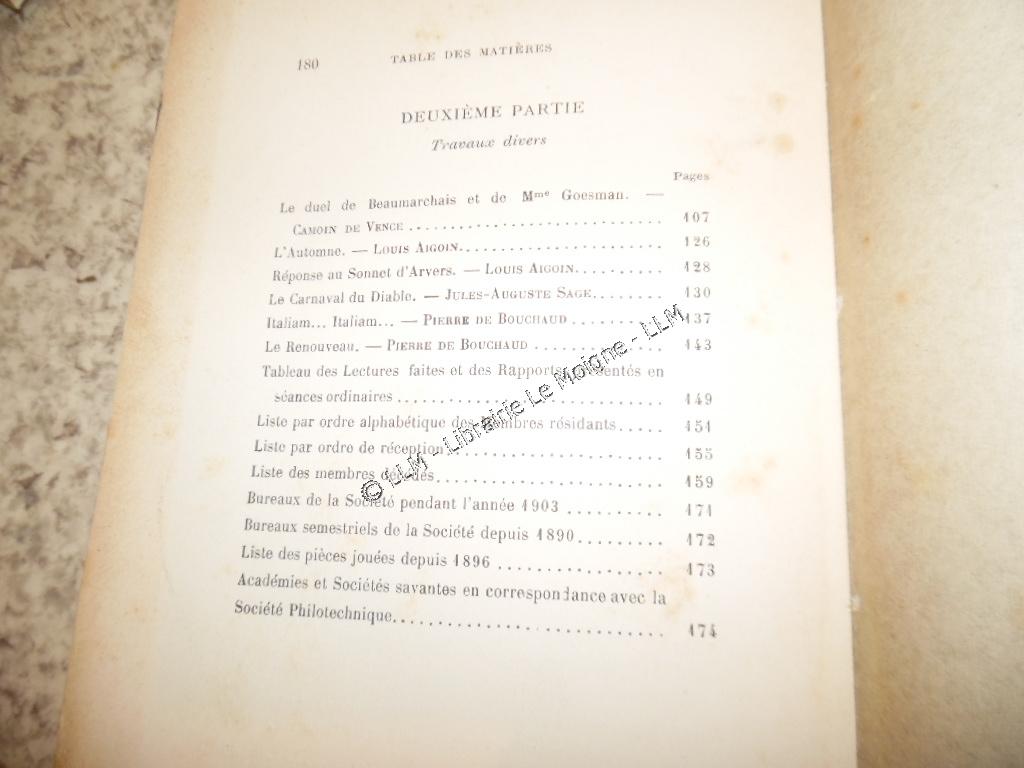 180 TABLE DES MATIÈRES
DEUXIÈME PARTIE
Travaux divers
Pages
Le duel de Beaumarchais et de Mme Goesman. —
CAMOIN DE VENCE ........................ 107
L'Automne. — LOUIS AIGOIN........................ 126
Réponse au Sonnet d'Arvers. — LOUIS AIGOIN.......... 128
Le Carnaval du Diable. — JULES-AUGUSTE SAGE........ 130
Italiam... Italiam... — PIERRE DE BOUCHAUD .......... 137
Le Renouveau. — PIERRE DE BOUCHAUD .............. 143
Tableau des Lectures faites et des Rapports présentés en
séances ordinaires ........................ 149
Liste par ordre alphabétique des Membres résidants..... 151
Liste par ordre de réception........................ 155
Liste des membres décédés........................ 159
Bureaux de la Société pendant l'année 1903 .......... 171
Bureaux semestriels de la Société depuis 1890......... 172
Liste des pièces jouées depuis 1896 ................. 173
Académies et Sociétés savantes en correspondance avec la
Société Philotechnique........................ 174
© LLM - Librairie Le Moigne - LLM